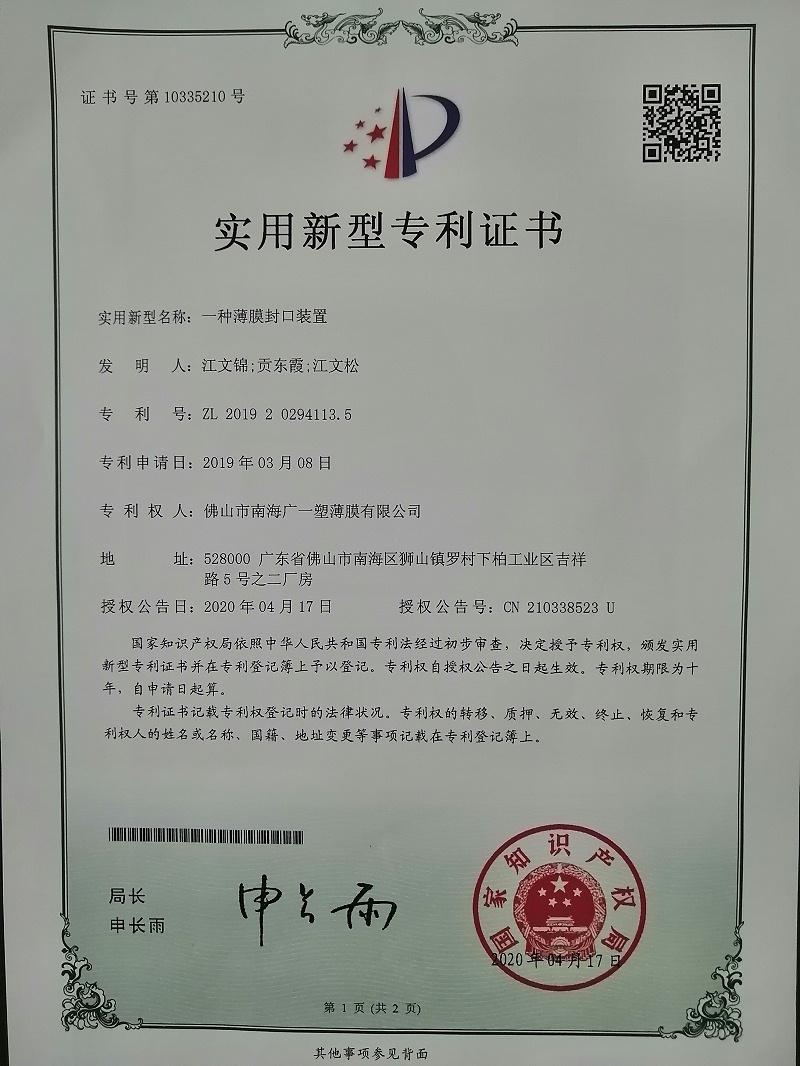 证书号第10335210号
实用新型专利证书
实用新型名称：一种薄膜封口装置
发明人：江文锦;贡东霞;江文松
专利号：ZL 2019 2 0294113.5
专利申请日：2019年03月08日
专利权人：佛山市南海广一塑薄膜有限公司
地址：528000 广东省佛山市南海区狮山镇罗村下柏工业区吉祥
路5号之二厂房
授权公告日：2020年04月17日 授权公告号：CN 210338523 U
国家知识产权局依照中华人民共和国专利法经过初步审查，决定授予专利权，颁发实用
新型专利证书并在专利登记簿上予以登记。专利权自授权公告之日起生效。专利权期限为十
年，自申请日起算。
专利证书记载专利权登记时的法律状况。专利权的转移、质押、无效、终止、恢复和专
利权人的姓名或名称、国籍、地址变更等事项记载在专利登记簿上。
局长
申长雨
申长雨
国家知识产权局
2020年04月17日
第 1 页 (共 2 页)
其他事项参见背面